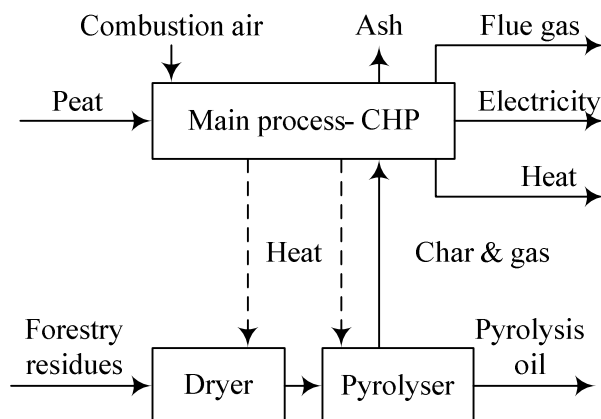 Combustion air
Ash
Flue gas
Peat
Main process- CHP
Electricity
Heat
Heat
Char & gas
Forestry
residues
Dryer
Pyrolyser
Pyrolysis
oil